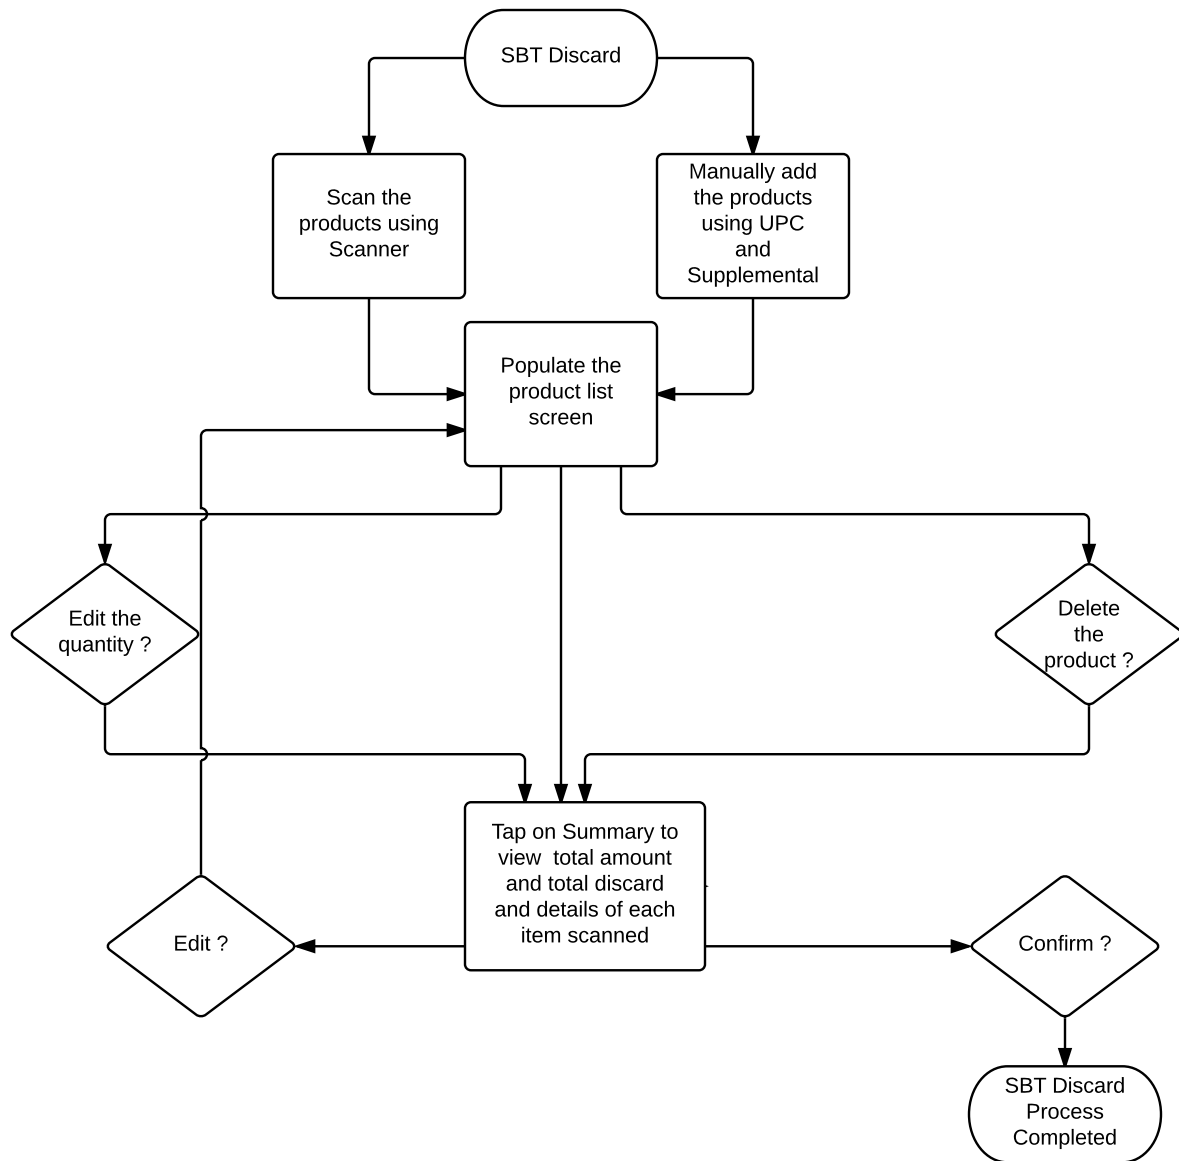 SBT Discard
Scan the
products using
Scanner
Manually add
the products
using UPC
and
Supplemental
Populate the
product list
screen
Edit the
quantity ?
Delete
the
product ?
Tap on Summary to
view  total amount
and total discard
and details of each
item scanned
Edit ?
Confirm ?
SBT Discard
Process
Completed